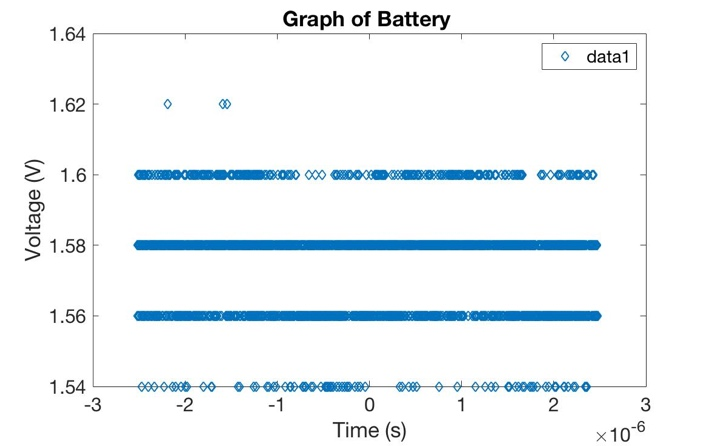 Graph of Battery
data1
1.64
1.62
1.6
1.58
1.56
1.54
Voltage (V)
-3 -2 -1 0 1 2 3
×10⁻⁶
Time (s)